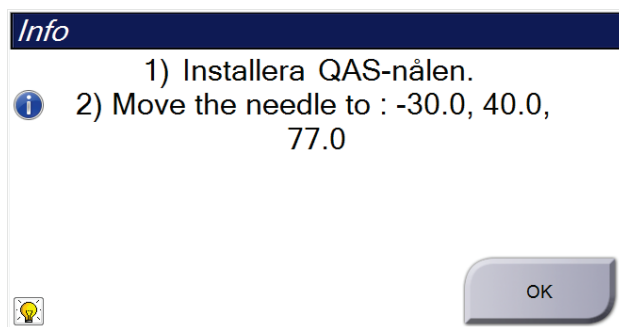 Info
1) Installera QAS-nålen.
2) Move the needle to : -30.0, 40.0,
77.0
OK